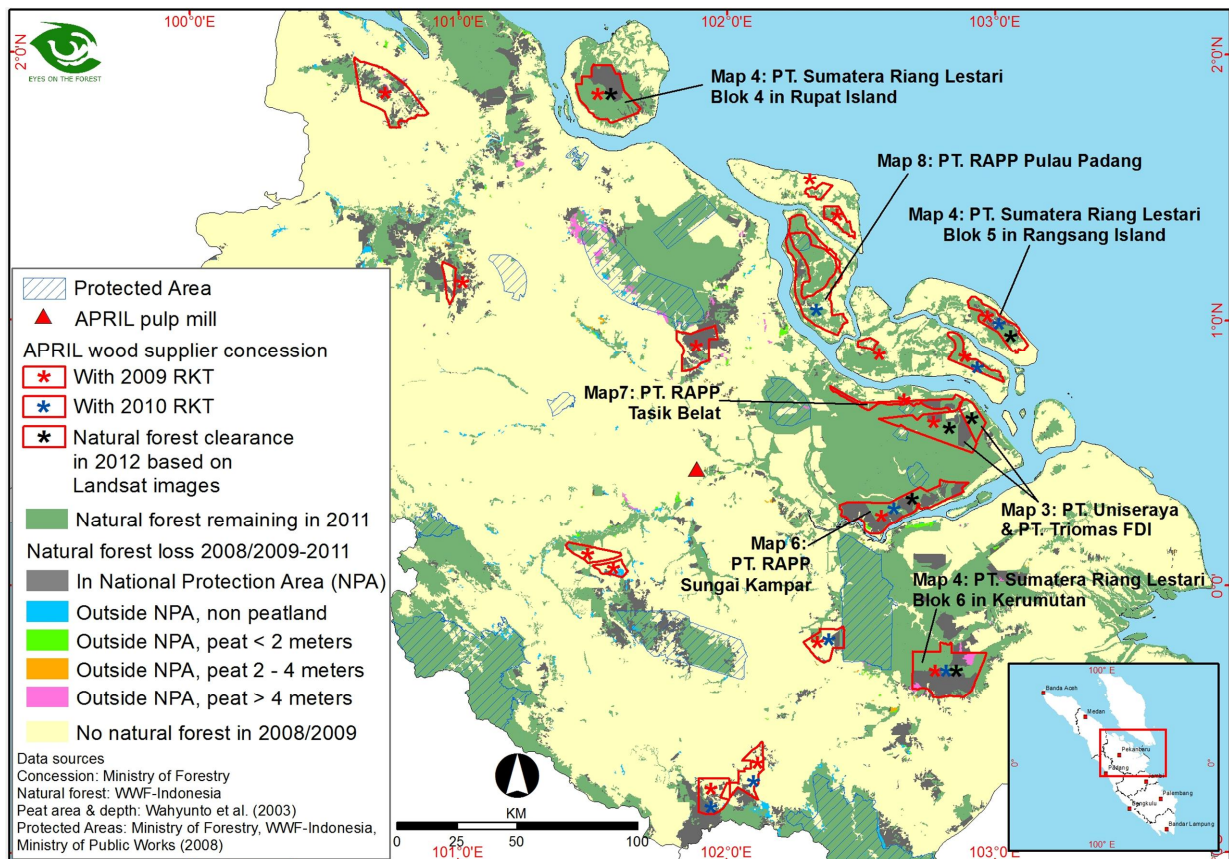 100°0'E
101°0'E
102°0'E
103°0'E
2°0'N
2°0'N
EYES ON THE FOREST
Map 4: PT. Sumatera Riang Lestari
Blok 4 in Rupat Island
Map 8: PT. RAPP Pulau Padang
Map 4: PT. Sumatera Riang Lestari
Blok 5 in Rangsang Island
1°0'N
Map7: PT. RAPP
Tasik Belat
Map 3: PT. Uniseraya
& PT. Triomas FDI
Map 6:
PT. RAPP
Sungai Kampar
Map 4: PT. Sumatera Riang Lestari
Blok 6 in Kerumutan
0°0'
Protected Area
APRIL pulp mill
APRIL wood supplier concession
With 2009 RKT
With 2010 RKT
Natural forest clearance
in 2012 based on
Landsat images
Natural forest remaining in 2011
Natural forest loss 2008/2009-2011
In National Protection Area (NPA)
Outside NPA, non peatland
Outside NPA, peat < 2 meters
Outside NPA, peat 2 - 4 meters
Outside NPA, peat > 4 meters
No natural forest in 2008/2009
Data sources
Concession: Ministry of Forestry
Natural forest: WWF-Indonesia
Peat area & depth: Wahyunto et al. (2003)
Protected Areas: Ministry of Forestry, WWF-Indonesia,
Ministry of Public Works (2008)
KM
0 25 50 100
100°0'E
Banda Aceh
Medan
Pekanbaru
Padang
Jambi
Palembang
Bengkulu
Bandar Lampung
0°
0°
100°0'E
101°0'E
102°0'E
103°0'E